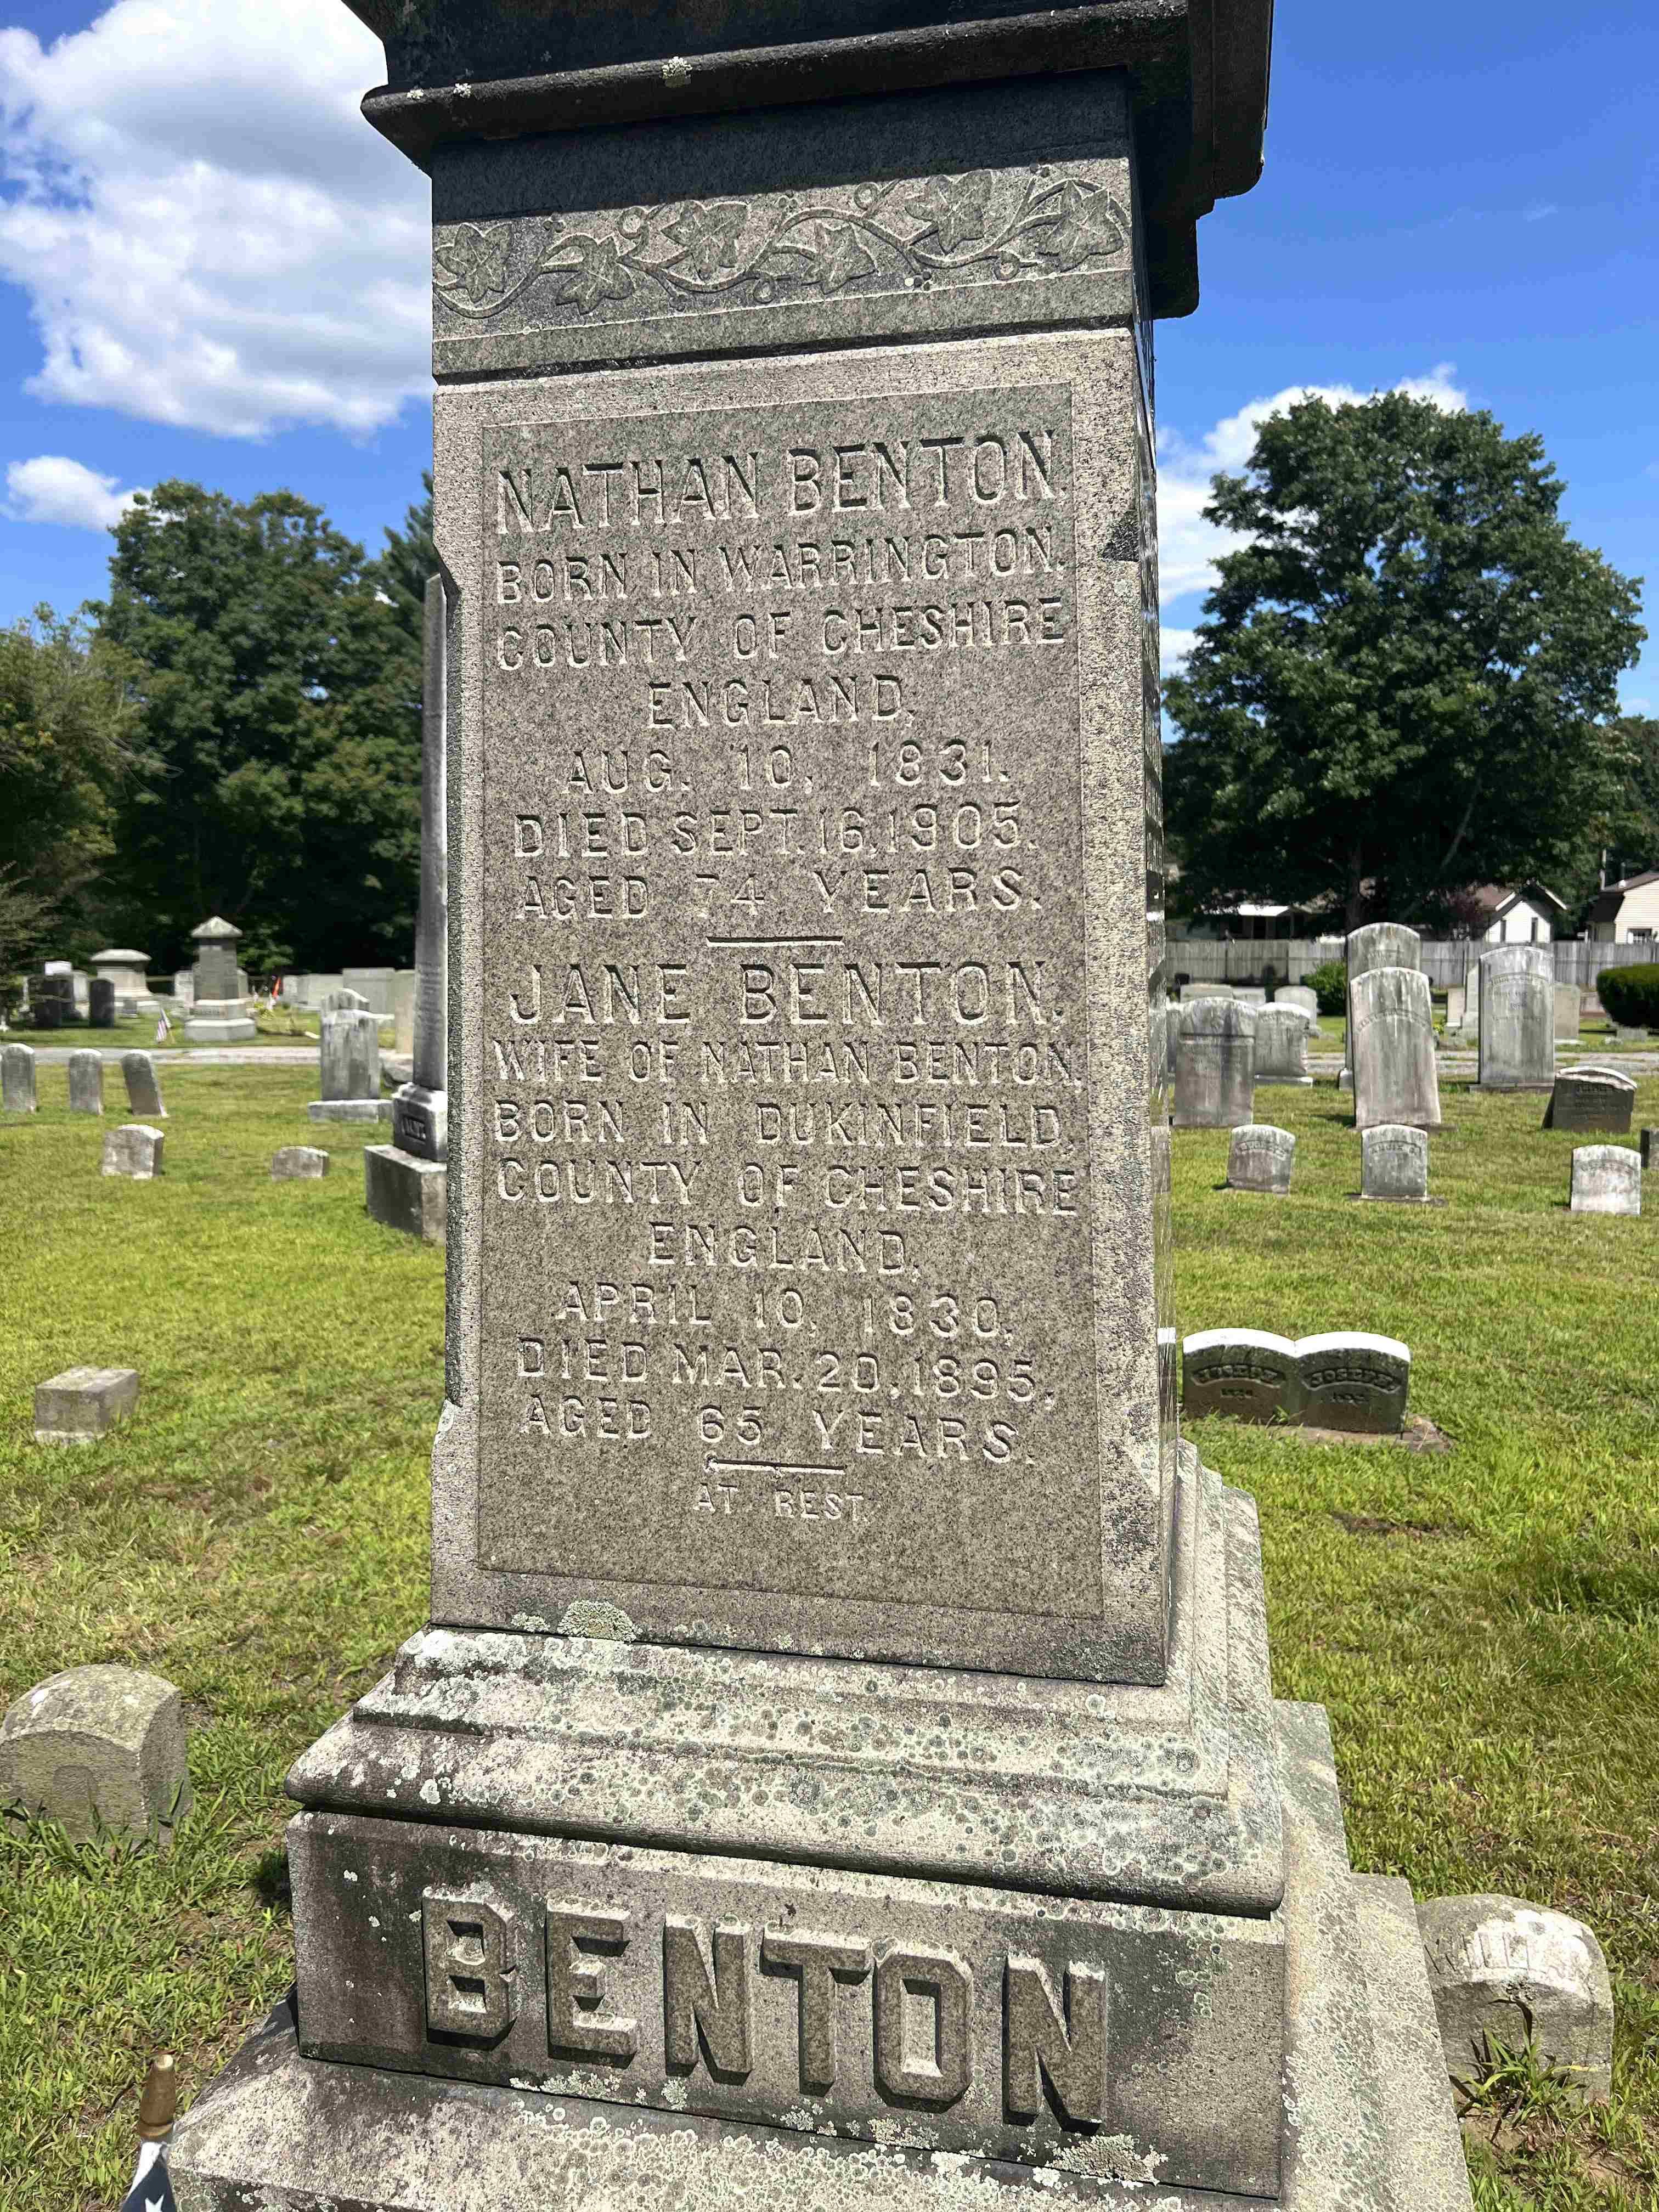 NATHAN BENTON.
BORN IN WARRINGTON.
COUNTY OF CHESHIRE
ENGLAND,
AUG. 10, 1831.
DIED SEPT. 16, 1905.
AGED 74 YEARS.
JANE BENTON,
WIFE OF NATHAN BENTON,
BORN IN DUKINFIELD,
COUNTY OF CHESHIRE
ENGLAND,
APRIL 10, 1830,
DIED MAR. 20, 1895,
AGED 65 YEARS.
AT REST.
BENTON